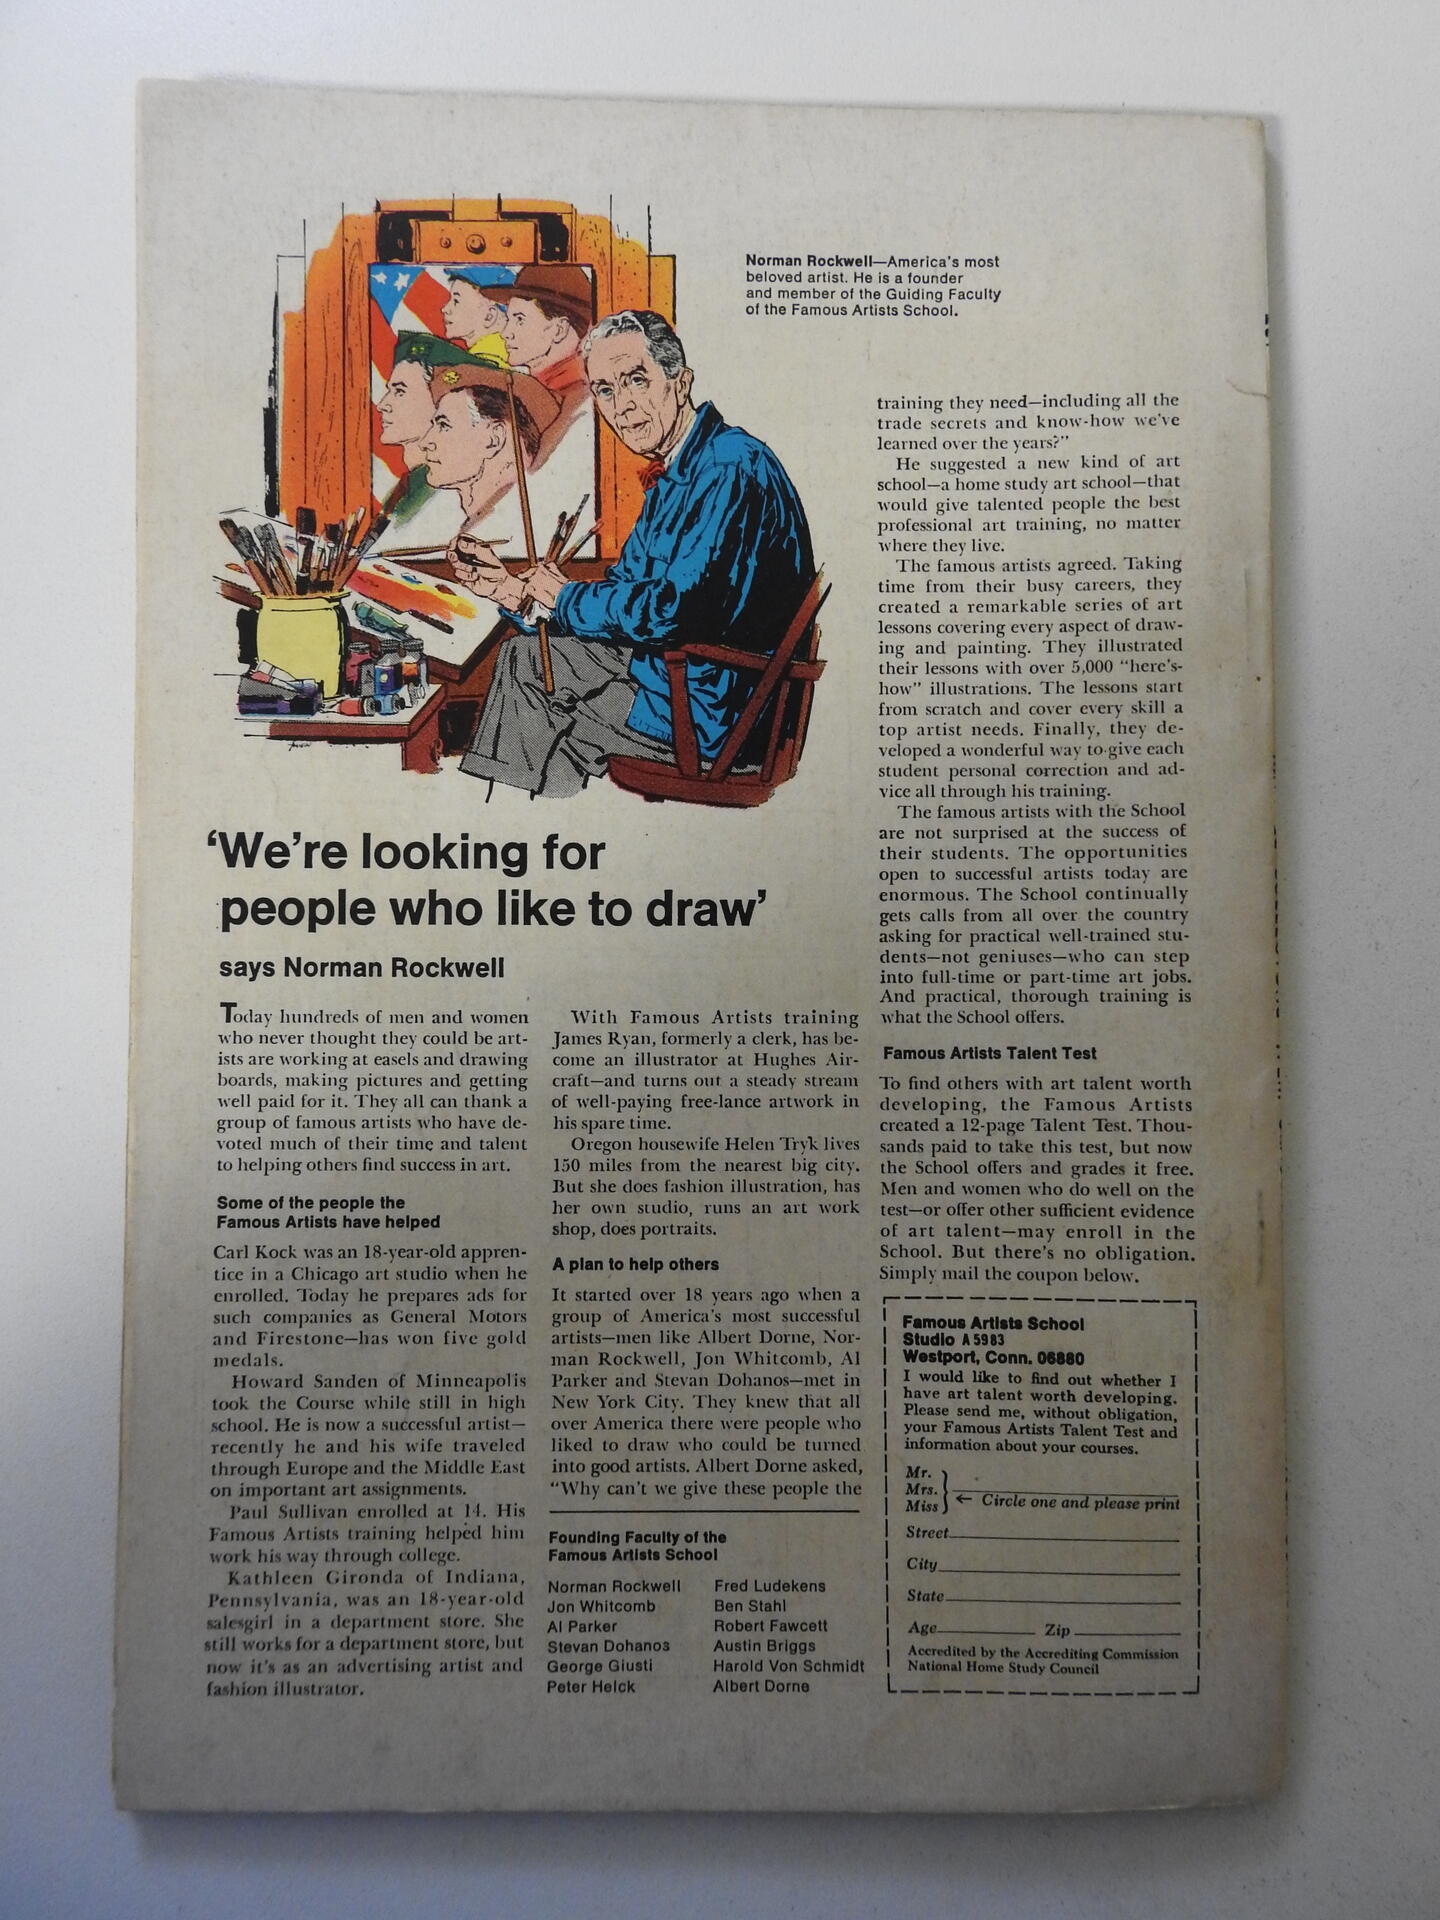 Norman Rockwell—America's most
beloved artist. He is a founder
and member of the Guiding Faculty
of the Famous Artists School.
'We're looking for
people who like to draw'
says Norman Rockwell
Today hundreds of men and women
who never thought they could be art-
ists are working at easels and drawing
boards, making pictures and getting
well paid for it. They all can thank a
group of famous artists who have de-
voted much of their time and talent
to helping others find success in art.
Some of the people the
Famous Artists have helped
Carl Kock was an 18-year-old appren-
tice in a Chicago art studio when he
enrolled. Today he prepares ads for
such companies as General Motors
and Firestone—has won five gold
medals.
Howard Sanden of Minneapolis
took the Course while still in high
school. He is now a successful artist—
recently he and his wife traveled
through Europe and the Middle East
on important art assignments.
Paul Sullivan enrolled at 14. His
Famous Artists training helped him
work his way through college.
Kathleen Gironda of Indiana,
Pennsylvania, was an 18-year-old
salesgirl in a department store. She
still works for a department store, but
now it's as an advertising artist and
fashion illustrator.
With Famous Artists training
James Ryan, formerly a clerk, has be-
come an illustrator at Hughes Air-
craft—and turns out a steady stream
of well-paying free-lance artwork in
his spare time.
Oregon housewife Helen Tryk lives
150 miles from the nearest big city.
But she does fashion illustration, has
her own studio, runs an art work
shop, does portraits.
A plan to help others
It started over 18 years ago when a
group of America's most successful
artists—men like Albert Dorne, Nor-
man Rockwell, Jon Whitcomb, Al
Parker and Stevan Dohanos—met in
New York City. They knew that all
over America there were people who
liked to draw who could be turned
into good artists. Albert Dorne asked,
"Why can't we give these people the
Founding Faculty of the
Famous Artists School
Norman Rockwell
Jon Whitcomb
Al Parker
Stevan Dohanos
George Giusti
Peter Helck
Fred Ludekens
Ben Stahl
Robert Fawcett
Austin Briggs
Harold Von Schmidt
Albert Dorne
training they need—including all the
trade secrets and know-how we've
learned over the years?"
He suggested a new kind of art
school—a home study art school—that
would give talented people the best
professional art training, no matter
where they live.
The famous artists agreed. Taking
time from their busy careers, they
created a remarkable series of art
lessons covering every aspect of draw-
ing and painting. They illustrated
their lessons with over 5,000 "here's-
how" illustrations. The lessons start
from scratch and cover every skill a
top artist needs. Finally, they de-
veloped a wonderful way to give each
student personal correction and ad-
vice all through his training.
The famous artists with the School
are not surprised at the success of
their students. The opportunities
open to successful artists today are
enormous. The School continually
gets calls from all over the country
asking for practical well-trained stu-
dents—not geniuses—who can step
into full-time or part-time art jobs.
And practical, thorough training is
what the School offers.
Famous Artists Talent Test
To find others with art talent worth
developing, the Famous Artists
created a 12-page Talent Test. Thou-
sands paid to take this test, but now
the School offers and grades it free.
Men and women who do well on the
test—or offer other sufficient evidence
of art talent—may enroll in the
School. But there's no obligation.
Simply mail the coupon below.
Famous Artists School
Studio A 5983
Westport, Conn. 06880
I would like to find out whether I
have art talent worth developing.
Please send me, without obligation,
your Famous Artists Talent Test and
information about your courses.
Mr.
Mrs.
Miss ← Circle one and please print
Street
City
State
Age Zip
Accredited by the Accrediting Commission
National Home Study Council